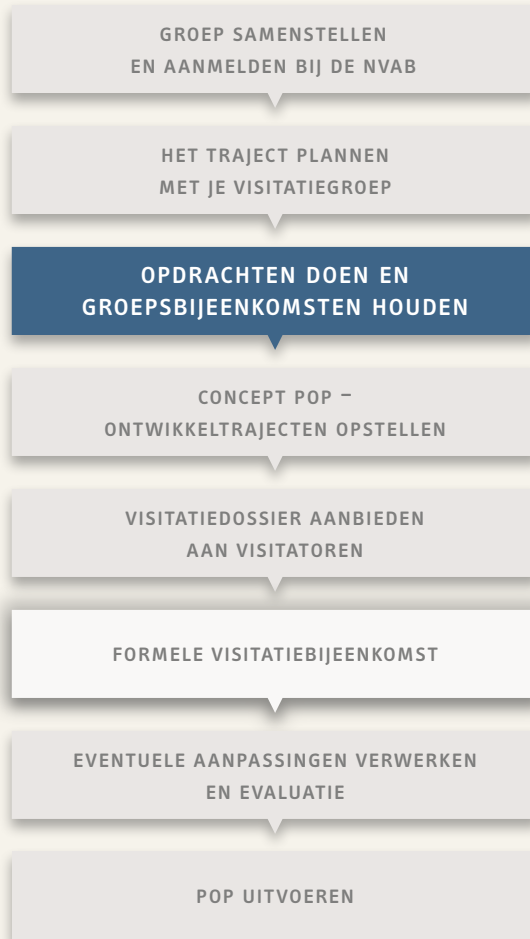 GROEP SAMENSTELLEN
EN AANMELDEN BIJ DE NVAB
HET TRAJECT PLANNEN
MET JE VISITATIEGROEP
OPDRACHTEN DOEN EN
GROEPSBIJEENKOMSTEN HOUDEN
CONCEPT POP –
ONTWIKKELTRAJECTEN OPSTELLEN
VISITATIEDOSSIER AANBIEDEN
AAN VISITATOREN
FORMELE VISITATIEBIJEENKOMST
EVENTUELE AANPASSINGEN VERWERKEN
EN EVALUATIE
POP UITVOEREN